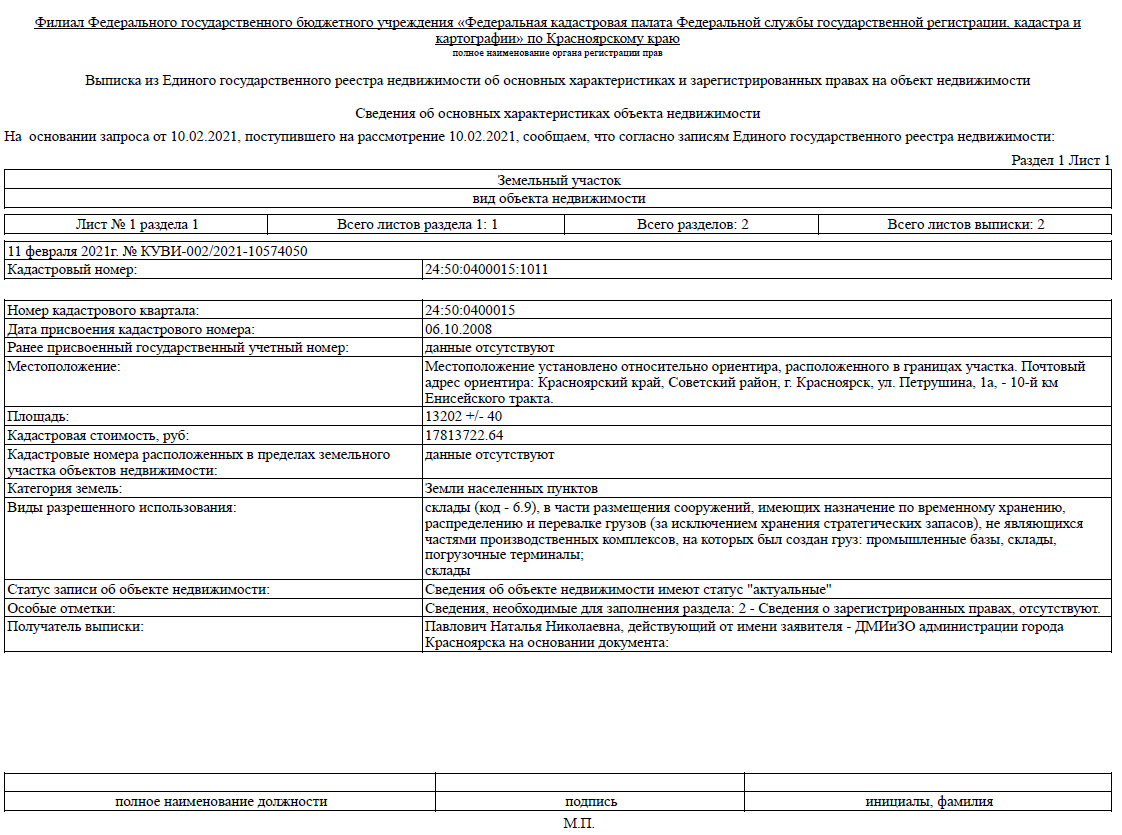 Филиал Федерального государственного бюджетного учреждения «Федеральная кадастровая палата Федеральной службы государственной регистрации, кадастра и
картографии» по Красноярскому краю
полное наименование органа регистрации прав
Выписка из Единого государственного реестра недвижимости об основных характеристиках и зарегистрированных правах на объект недвижимости
Сведения об основных характеристиках объекта недвижимости
На основании запроса от 10.02.2021, поступившего на рассмотрение 10.02.2021, сообщаем, что согласно записям Единого государственного реестра недвижимости:
Раздел 1 Лист 1
Земельный участок
вид объекта недвижимости
Лист № 1 раздела 1 Всего листов раздела 1: 1 Всего разделов: 2 Всего листов выписки: 2
11 февраля 2021г. № КУВИ-002/2021-10574050
Кадастровый номер: 24:50:0400015:1011
Номер кадастрового квартала: 24:50:0400015
Дата присвоения кадастрового номера: 06.10.2008
Ранее присвоенный государственный учетный номер: данные отсутствуют
Местоположение: Местоположение установлено относительно ориентира, расположенного в границах участка. Почтовый
адрес ориентира: Красноярский край, Советский район, г. Красноярск, ул. Петрушина, 1а, - 10-й км
Енисейского тракта.
Площадь: 13202 +/- 40
Кадастровая стоимость, руб: 17813722.64
Кадастровые номера расположенных в пределах земельного данные отсутствуют
участка объектов недвижимости:
Категория земель: Земли населенных пунктов
Виды разрешенного использования: склады (код - 6.9), в части размещения сооружений, имеющих назначение по временному хранению,
распределению и перевалке грузов (за исключением хранения стратегических запасов), не являющихся
частями производственных комплексов, на которых был создан груз: промышленные базы, склады,
погрузочные терминалы;
склады
Статус записи об объекте недвижимости: Сведения об объекте недвижимости имеют статус "актуальные"
Особые отметки: Сведения, необходимые для заполнения раздела: 2 - Сведения о зарегистрированных правах, отсутствуют.
Получатель выписки: Павлович Наталья Николаевна, действующий от имени заявителя - ДМИиЗО администрации города
Красноярска на основании документа:
полное наименование должности подпись инициалы, фамилия
М.П.